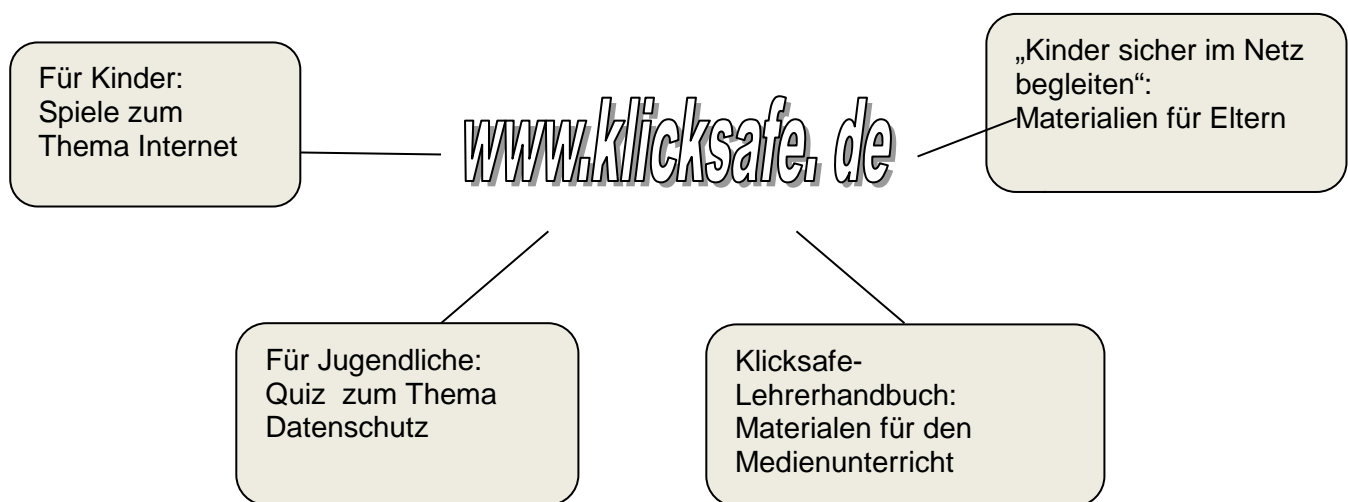 Für Kinder:
Spiele zum
Thema Internet
www.klicksafe. de
„Kinder sicher im Netz
begleiten“:
Materialien für Eltern
Für Jugendliche:
Quiz  zum Thema
Datenschutz
Klicksafe-
Lehrerhandbuch:
Materialen für den
Medienunterricht